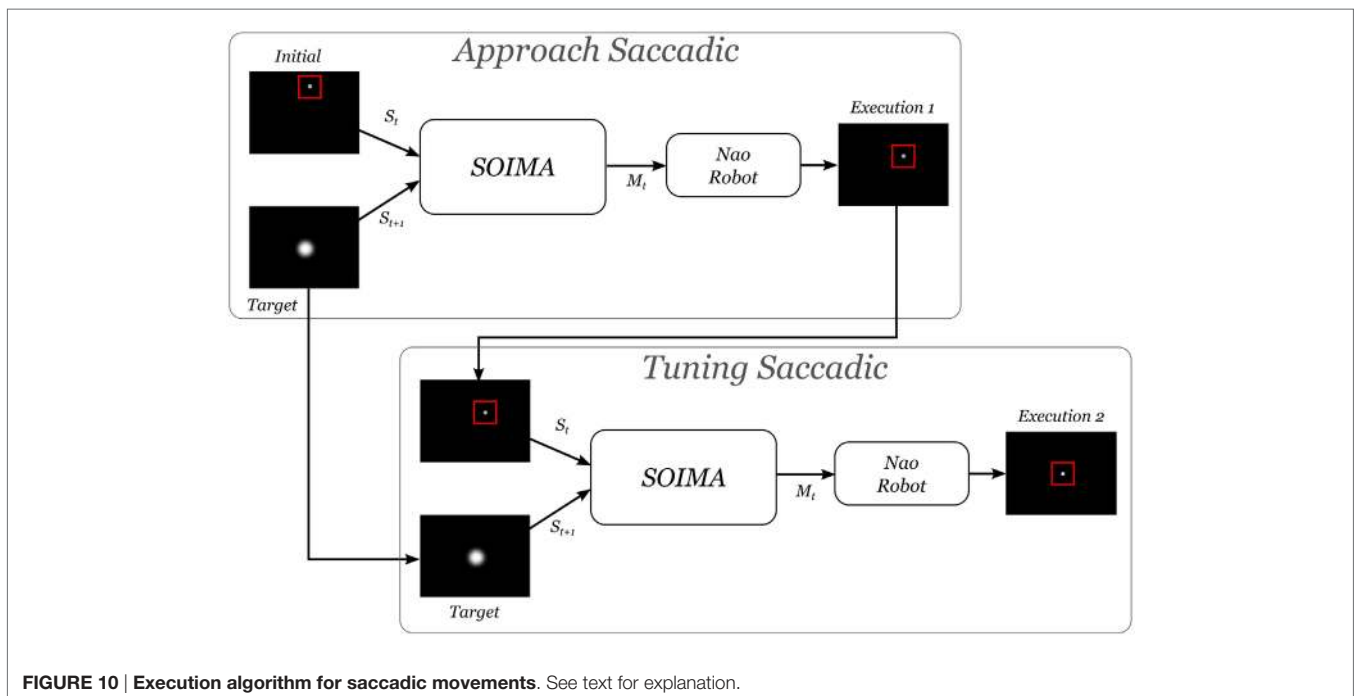 Approach Saccadic
Initial
S_t
SOIMA
M_t
Nao
Robot
Execution 1
S_{t+1}
Target
Tuning Saccadic
S_t
SOIMA
M_t
Nao
Robot
Execution 2
S_{t+1}
Target
FIGURE 10 | Execution algorithm for saccadic movements. See text for explanation.